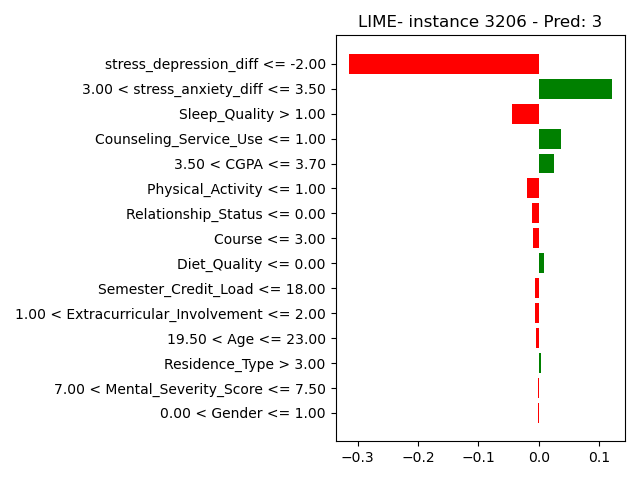 LIME- instance 3206 - Pred: 3
stress_depression_diff <= -2.00
3.00 < stress_anxiety_diff <= 3.50
Sleep_Quality > 1.00
Counseling_Service_Use <= 1.00
3.50 < CGPA <= 3.70
Physical_Activity <= 1.00
Relationship_Status <= 0.00
Course <= 3.00
Diet_Quality <= 0.00
Semester_Credit_Load <= 18.00
1.00 < Extracurricular_Involvement <= 2.00
19.50 < Age <= 23.00
Residence_Type > 3.00
7.00 < Mental_Severity_Score <= 7.50
0.00 < Gender <= 1.00
−0.3 −0.2 −0.1 0.0 0.1